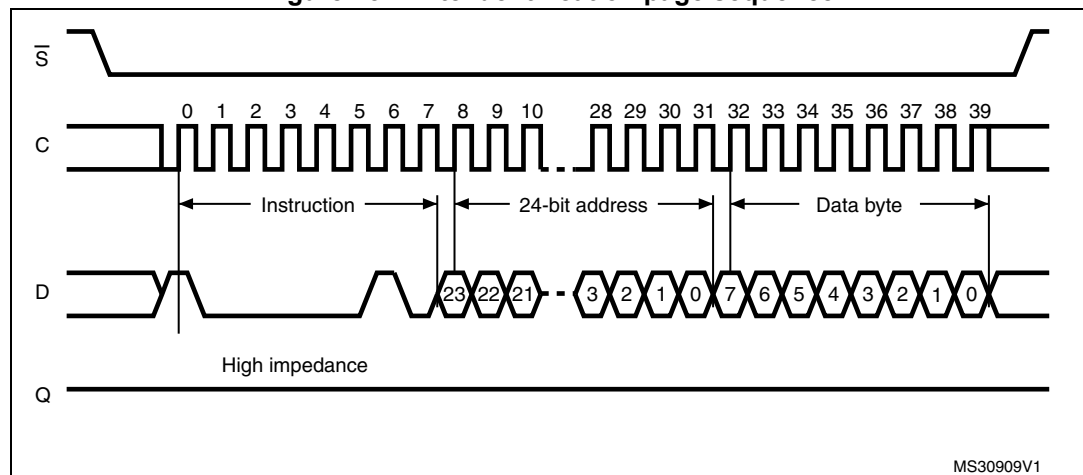 S
0 1 2 3 4 5 6 7 8 9 10 28 29 30 31 32 33 34 35 36 37 38 39
C
Instruction 24-bit address Data byte
D 23 22 21 3 2 1 0 7 6 5 4 3 2 1 0
High impedance
Q
MS30909V1